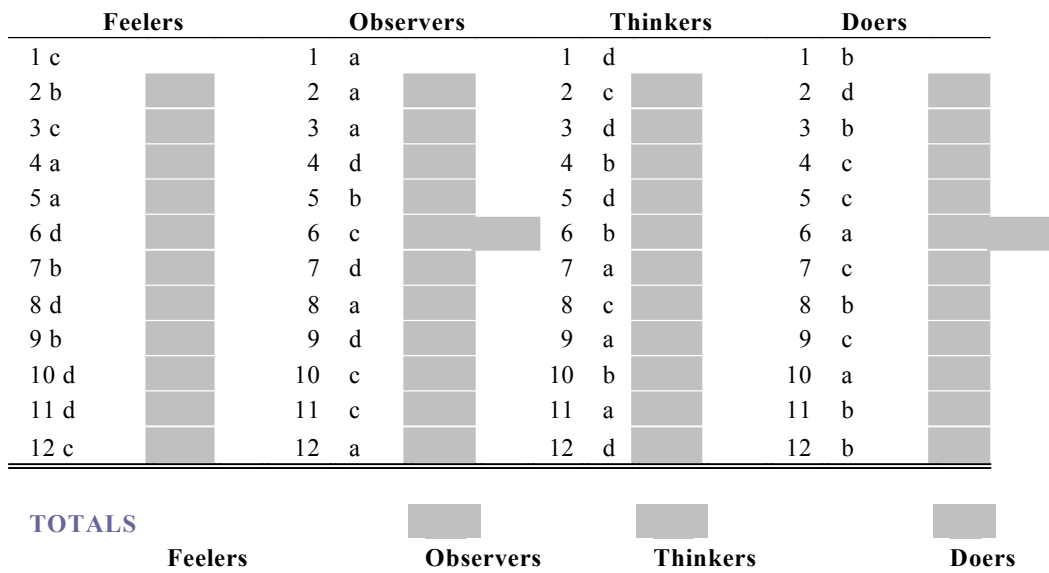 Feelers Observers Thinkers Doers
1 c 1 a 1 d 1 b
2 b 2 a 2 c 2 d
3 c 3 a 3 d 3 b
4 a 4 d 4 b 4 c
5 a 5 b 5 d 5 c
6 d 6 c 6 b 6 a
7 b 7 d 7 a 7 c
8 d 8 a 8 c 8 b
9 b 9 d 9 a 9 c
10 d 10 c 10 b 10 a
11 d 11 c 11 a 11 b
12 c 12 a 12 d 12 b
TOTALS
Feelers Observers Thinkers Doers